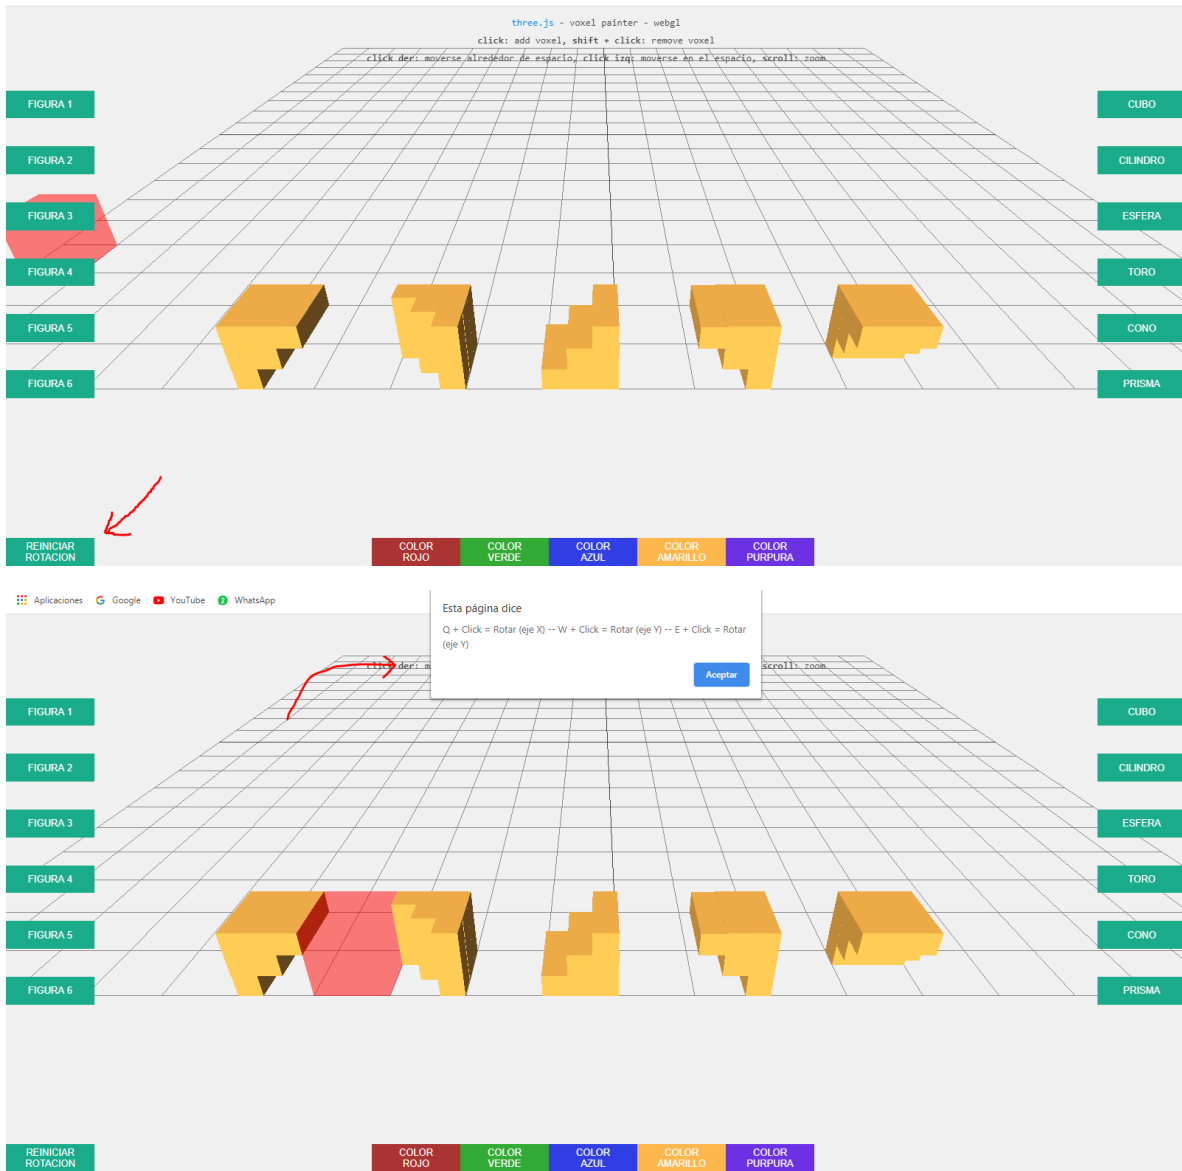 three.js - voxel painter - webgl
click: add voxel, shift + click: remove voxel
click der: moverse alrededor de espacio, click izq: moverse en el espacio, scroll: zoom
FIGURA 1
CUBO
FIGURA 2
CILINDRO
FIGURA 3
ESFERA
FIGURA 4
TORO
FIGURA 5
CONO
FIGURA 6
PRISMA
REINICIAR
ROTACION
COLOR
ROJO
COLOR
VERDE
COLOR
AZUL
COLOR
AMARILLO
COLOR
PURPURA
Aplicaciones Google YouTube 2 WhatsApp
Esta página dice
Q + Click = Rotar (eje X) -- W + Click = Rotar (eje Y) -- E + Click = Rotar
(eje Y)
Aceptar
click der: m
scroll: zoom
FIGURA 1
CUBO
FIGURA 2
CILINDRO
FIGURA 3
ESFERA
FIGURA 4
TORO
FIGURA 5
CONO
FIGURA 6
PRISMA
REINICIAR
ROTACION
COLOR
ROJO
COLOR
VERDE
COLOR
AZUL
COLOR
AMARILLO
COLOR
PURPURA